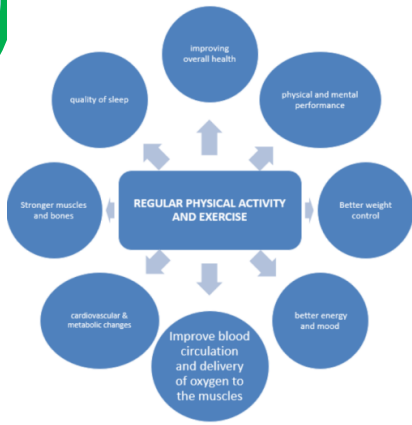 improving
overall health
physical and mental
performance
quality of sleep
Stronger muscles
and bones
REGULAR PHYSICAL ACTIVITY
AND EXERCISE
Better weight
control
cardiovascular &
metabolic changes
better energy
and mood
Improve blood
circulation
and delivery
of oxygen to
the muscles